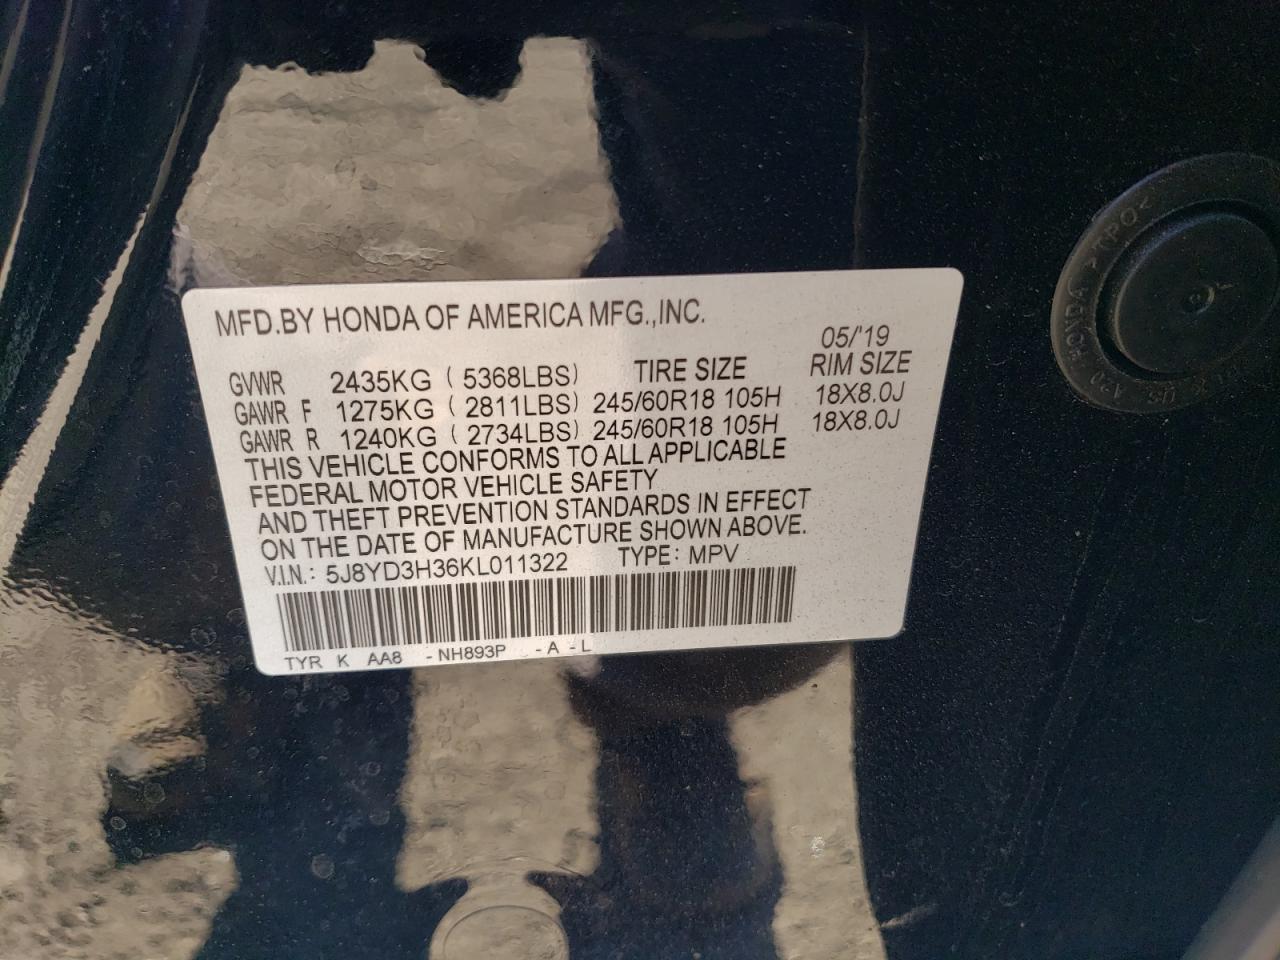 MFD.BY HONDA OF AMERICA MFG.,INC.
05/'19
TIRE SIZE RIM SIZE
GVWR 2435KG ( 5368LBS)
GAWR F 1275KG ( 2811LBS) 245/60R18 105H 18X8.0J
GAWR R 1240KG ( 2734LBS) 245/60R18 105H 18X8.0J
THIS VEHICLE CONFORMS TO ALL APPLICABLE
FEDERAL MOTOR VEHICLE SAFETY
AND THEFT PREVENTION STANDARDS IN EFFECT
ON THE DATE OF MANUFACTURE SHOWN ABOVE.
V.I.N.: 5J8YD3H36KL011322 TYPE: MPV
TYR K AA8 -NH893P -A -L
HONDA >TPO<